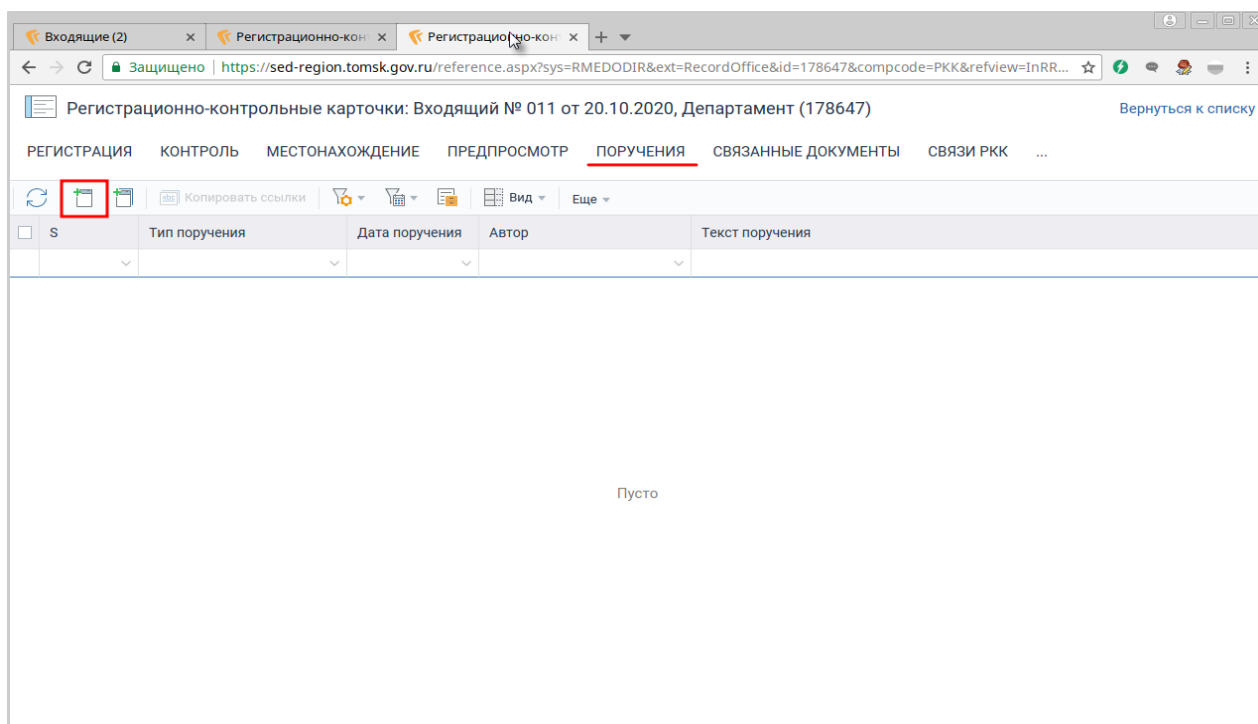 Входящие (2) Регистрационно-кон Регистрационно-кон
Защищено https://sed-region.tomsk.gov.ru/reference.aspx?sys=RMEDODIR&ext=RecordOffice&id=178647&compcode=РКК&refview=InRR...
Регистрационно-контрольные карточки: Входящий № 011 от 20.10.2020, Департамент (178647) Вернуться к списку
РЕГИСТРАЦИЯ КОНТРОЛЬ МЕСТОНАХОЖДЕНИЕ ПРЕДПРОСМОТР ПОРУЧЕНИЯ СВЯЗАННЫЕ ДОКУМЕНТЫ СВЯЗИ РКК ...
abc Копировать ссылки Вид Еще
S Тип поручения Дата поручения Автор Текст поручения
Пусто